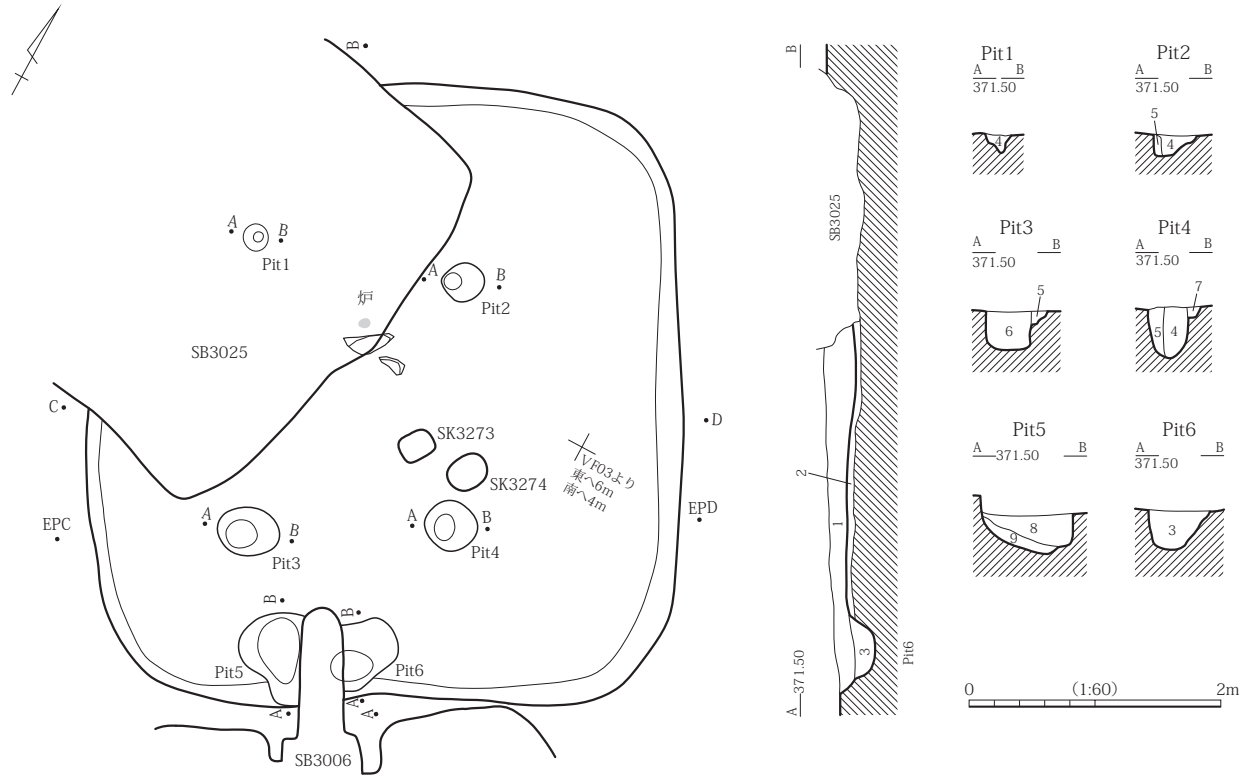 B
A
B
Pit1
A
B
Pit2
炉
SB3025
C
D
SK3273
SK3274
VF03より
東へ6m
南へ4m
EPC
EPD
A
B
Pit3
A
B
Pit4
B
B
Pit5
Pit6
A
A
A
SB3006
B
SB3025
2
1
3
Pit6
A
371.50
Pit1
A B
371.50
4
Pit2
A B
371.50
5
4
Pit3
A B
371.50
5
6
Pit4
A B
371.50
7
5 4
Pit5
A 371.50 B
8
9
Pit6
A B
371.50
3
0 (1:60) 2m